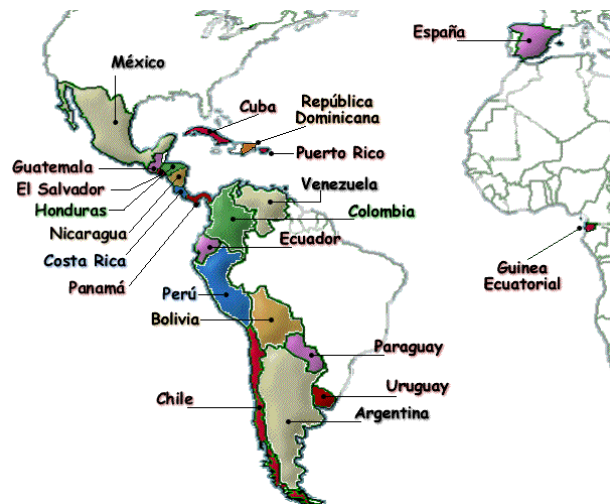 España
México
República
Dominicana
Cuba
Puerto Rico
Guatemala
El Salvador
Honduras
Nicaragua
Costa Rica
Panamá
Venezuela
Colombia
Ecuador
Guinea
Ecuatorial
Perú
Bolivia
Paraguay
Uruguay
Chile
Argentina